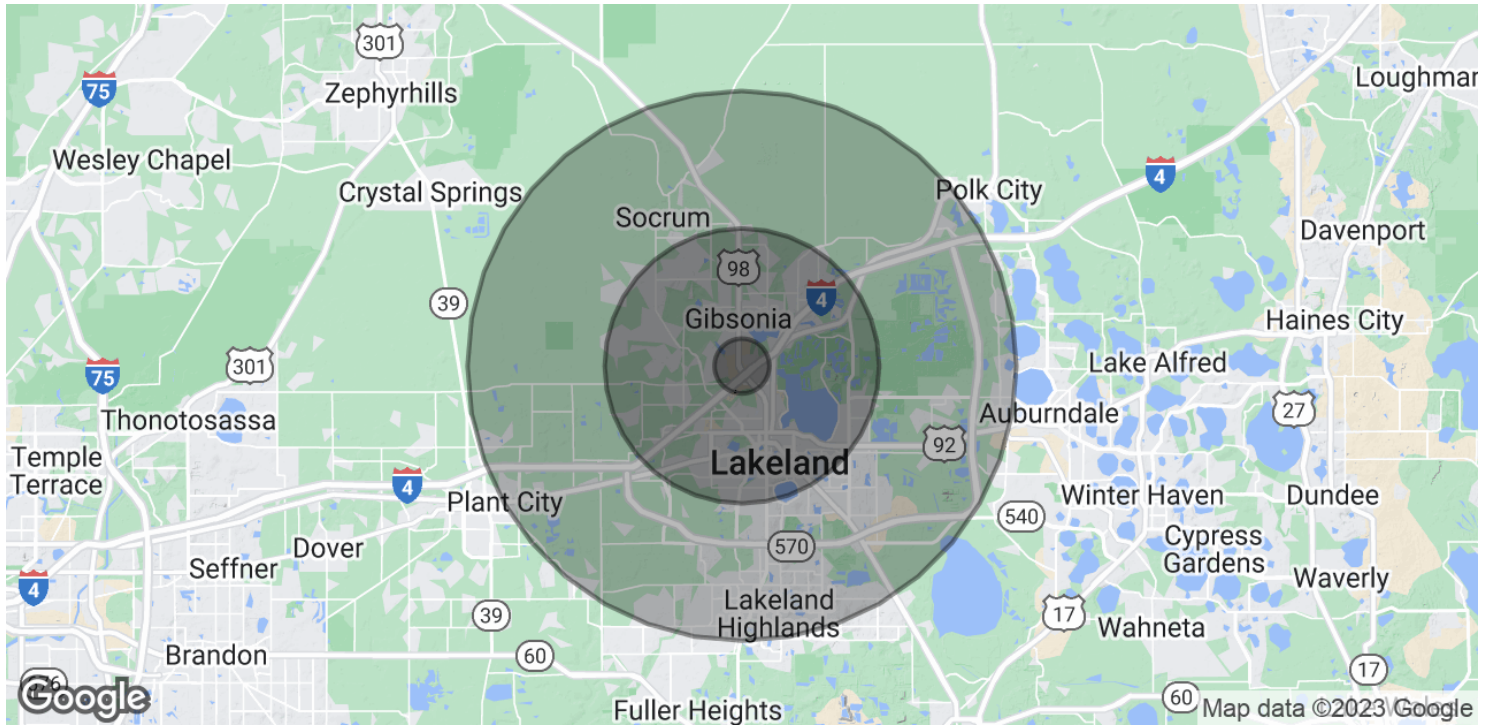 301
75
Zephyrhills
Loughman
Wesley Chapel
Crystal Springs
4
Polk City
Socrum
Davenport
98
4
39
Gibsonia
Haines City
301
75
Lake Alfred
Thonotosassa
Auburndale
27
Temple
Terrace
92
Lakeland
4
Plant City
Winter Haven
Dundee
540
Dover
570
Cypress
Gardens
Seffner
4
Waverly
Lakeland
Highlands
39
17
Wahneta
Brandon
60
17
Google
Fuller Heights
60
Map data ©2023 Google